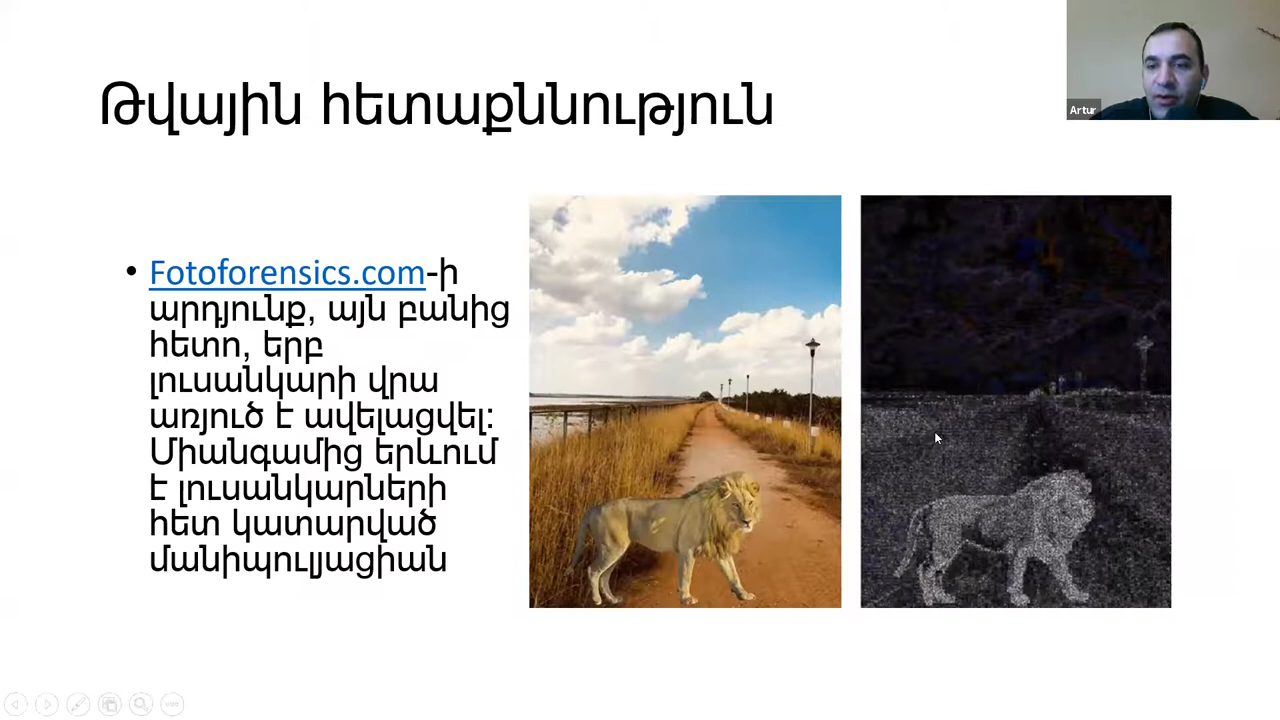 Թվային հետաքննություն
Artur
• Fotoforensics.com-ի
արդյունք, այն բանից
հետո, երբ
լուսանկարի վրա
առյուծ է ավելացվել:
Միանգամից երևում
է լուսանկարների
հետ կատարված
մանիպուլյացիան